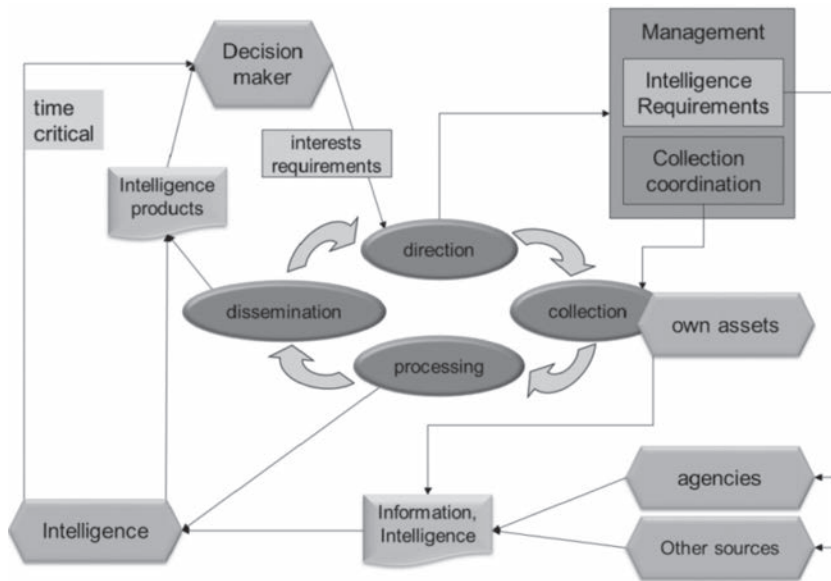 Decision
maker
Management
Intelligence
Requirements
Collection
coordination
time
critical
interests
requirements
Intelligence
products
direction
dissemination
collection
own assets
processing
agencies
Information,
Intelligence
Intelligence
Other sources